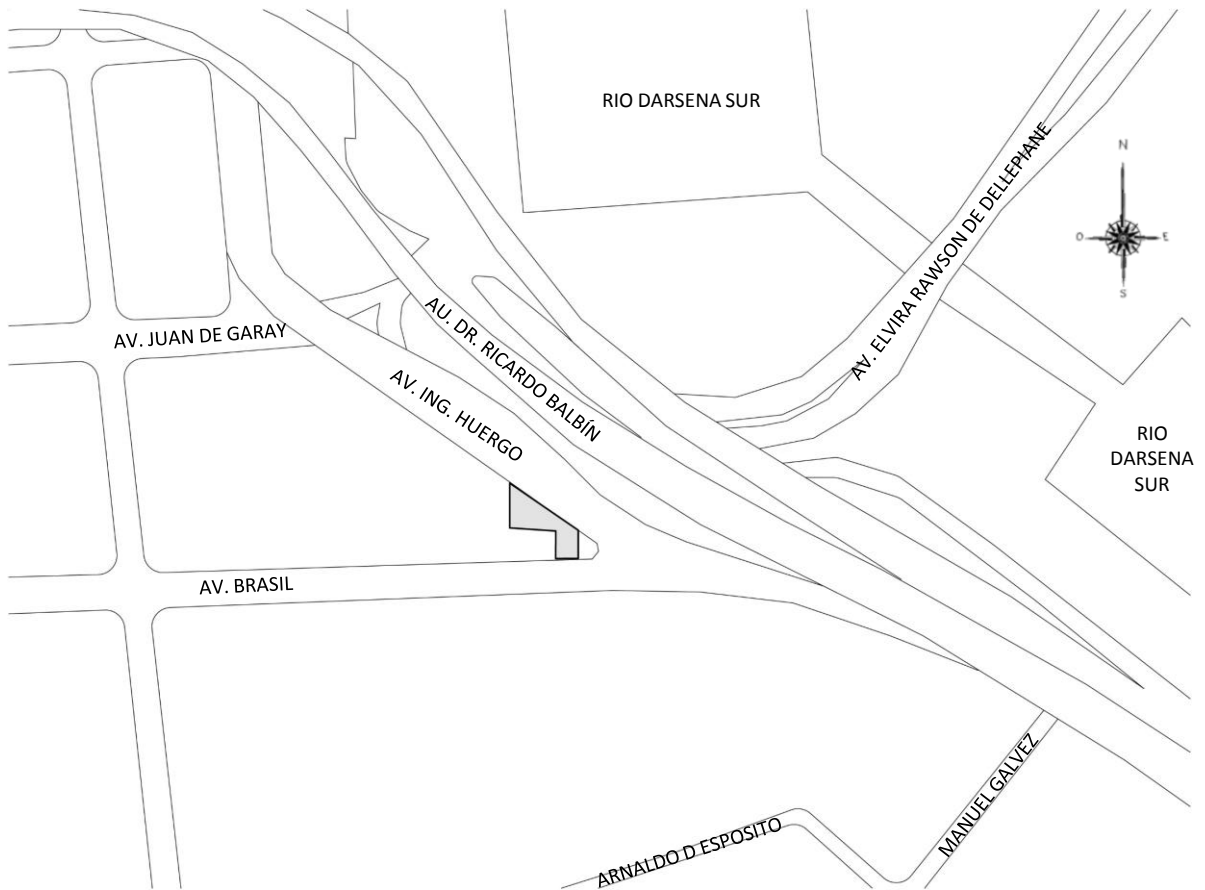 RIO DARSENA SUR
AV. ELVIRA RAWSON DE DELLEPIANE
N
O
E
S
AV. JUAN DE GARAY
AU. DR. RICARDO BALBÍN
AV. ING. HUERGO
RIO
DARSENA
SUR
AV. BRASIL
MANUEL GALVEZ
ARNALDO D ESPOSITO